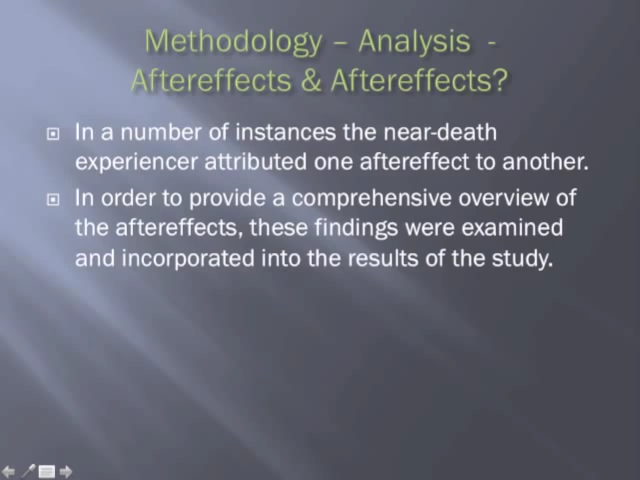 Methodology – Analysis -
Aftereffects & Aftereffects?
In a number of instances the near-death
experiencer attributed one aftereffect to another.
In order to provide a comprehensive overview of
the aftereffects, these findings were examined
and incorporated into the results of the study.